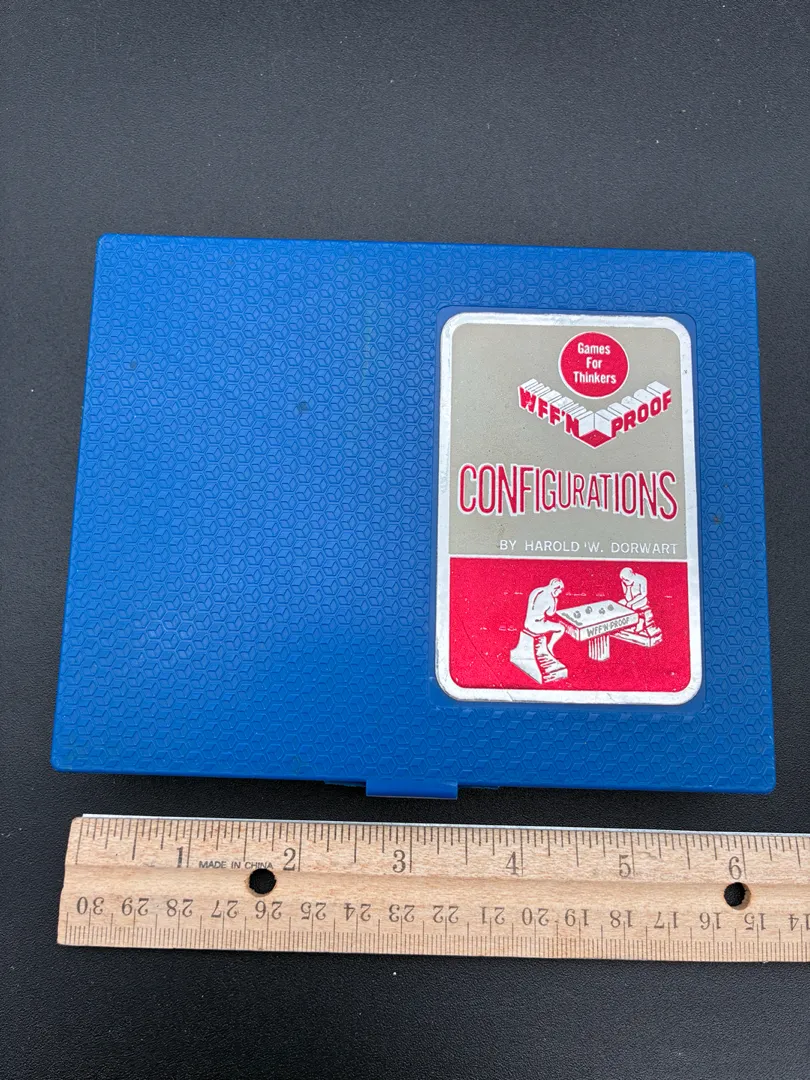 Games
For
Thinkers
WFF'N PROOF
CONFIGURATIONS
BY HAROLD W. DORWART
WFF'N PROOF
1 MADE IN CHINA 2 3 4 5 6
30 29 28 27 26 25 24 23 22 21 20 19 18 17 16 15 14